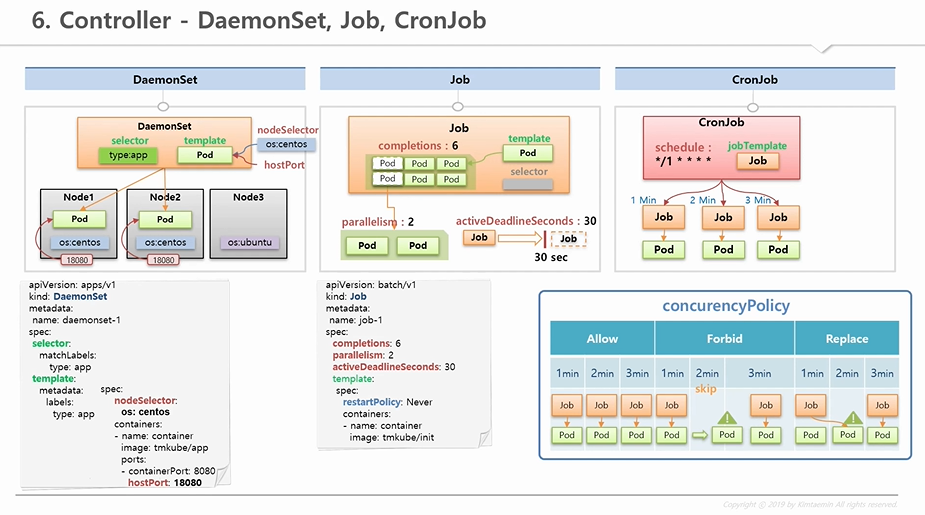 6. Controller - DaemonSet, Job, CronJob
DaemonSet
DaemonSet
selector
type:app
template
Pod
nodeSelector
os:centos
hostPort
Node1
Pod
os:centos
18080
Node2
Pod
os:centos
18080
Node3
os:ubuntu
Job
Job
completions : 6
Pod Pod Pod
Pod Pod Pod
template
Pod
selector
parallelism : 2
Pod Pod
activeDeadlineSeconds : 30
Job Job
30 sec
CronJob
CronJob
schedule :
*/1 * * * *
jobTemplate
Job
1 Min 2 Min 3 Min
Job Job Job
Pod Pod Pod
apiVersion: apps/v1
kind: DaemonSet
metadata:
name: daemonset-1
spec:
selector:
matchLabels:
type: app
template:
metadata:
labels:
type: app
spec:
nodeSelector:
os: centos
containers:
- name: container
image: tmkube/app
ports:
- containerPort: 8080
hostPort: 18080
apiVersion: batch/v1
kind: Job
metadata:
name: job-1
spec:
completions: 6
parallelism: 2
activeDeadlineSeconds: 30
template:
spec:
restartPolicy: Never
containers:
- name: container
image: tmkube/init
concurencyPolicy
Allow Forbid Replace
1min 2min 3min 1min 2min 3min 1min 2min 3min
skip
Job Job Job Job Job Job Job
Pod Pod Pod Pod Pod Pod Pod Pod Pod
Copyright ⓒ 2019 by Kimtaemin All rights reserved.